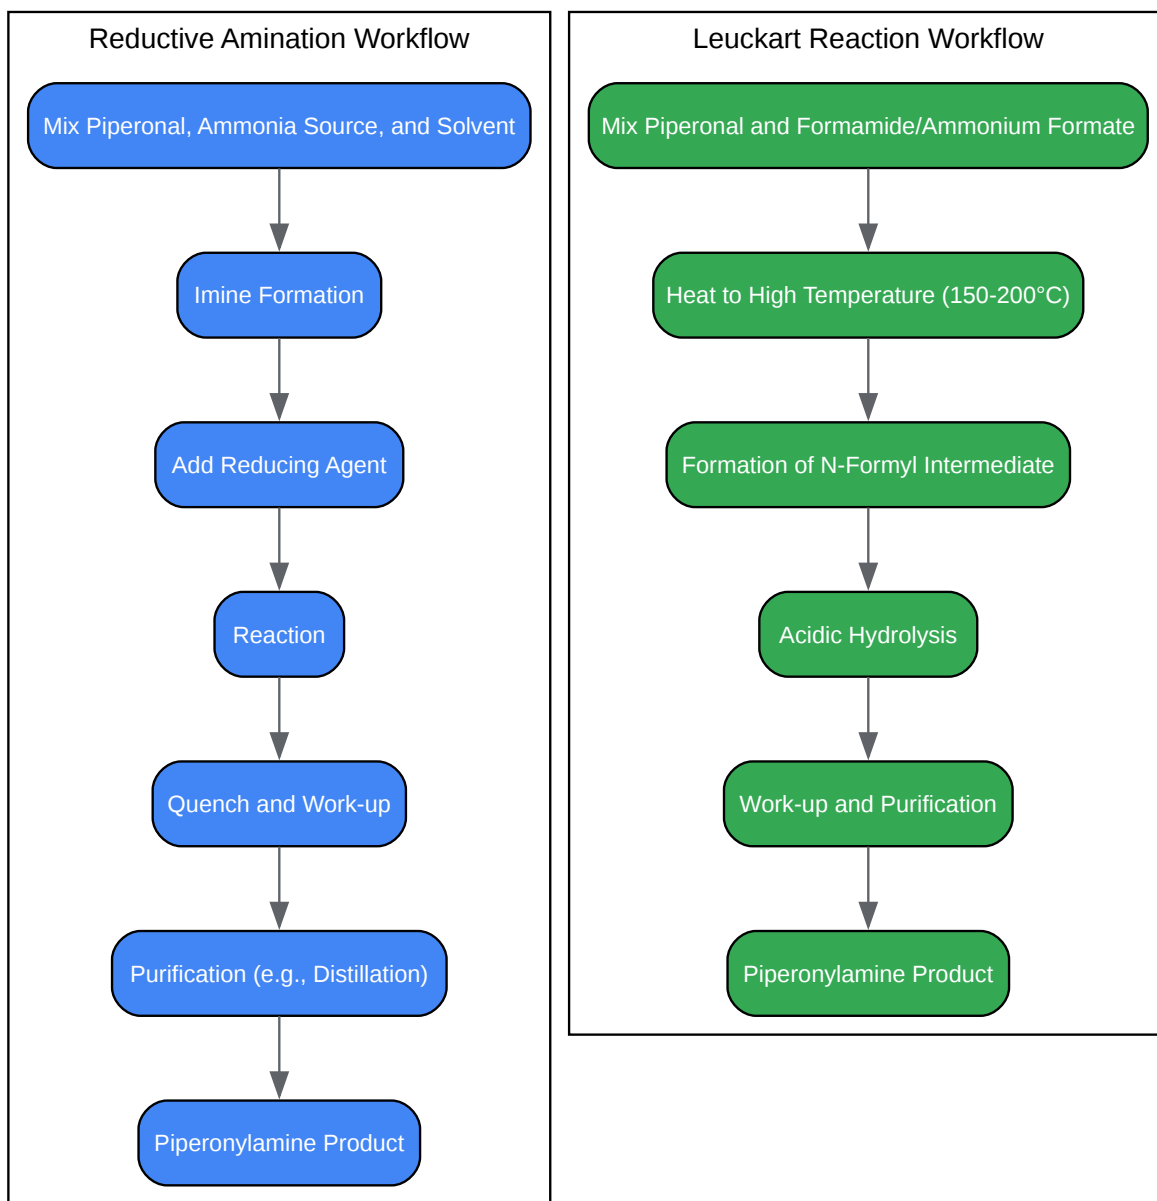 Reductive Amination Workflow
Mix Piperonal, Ammonia Source, and Solvent
Imine Formation
Add Reducing Agent
Reaction
Quench and Work-up
Purification (e.g., Distillation)
Piperonylamine Product
Leuckart Reaction Workflow
Mix Piperonal and Formamide/Ammonium Formate
Heat to High Temperature (150-200°C)
Formation of N-Formyl Intermediate
Acidic Hydrolysis
Work-up and Purification
Piperonylamine Product